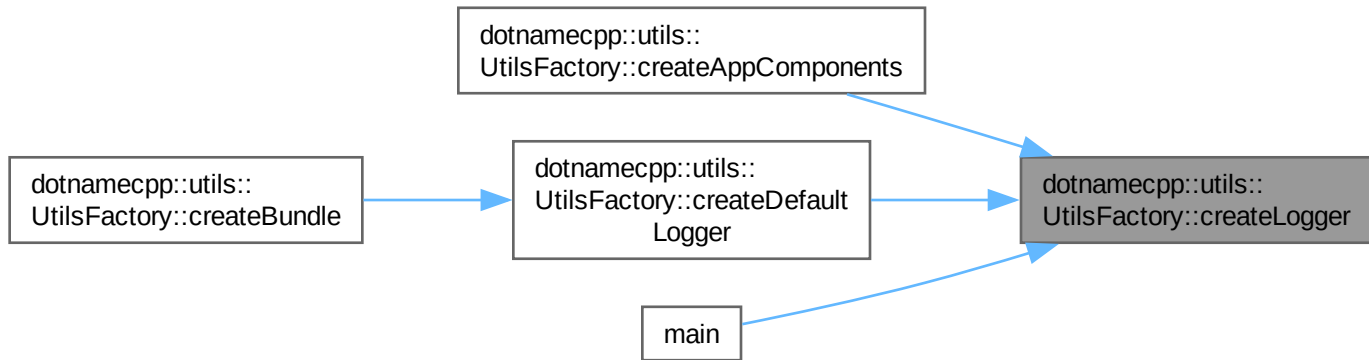 dotnamecpp::utils::
UtilsFactory::createAppComponents
dotnamecpp::utils::
UtilsFactory::createBundle
dotnamecpp::utils::
UtilsFactory::createDefault
Logger
dotnamecpp::utils::
UtilsFactory::createLogger
main